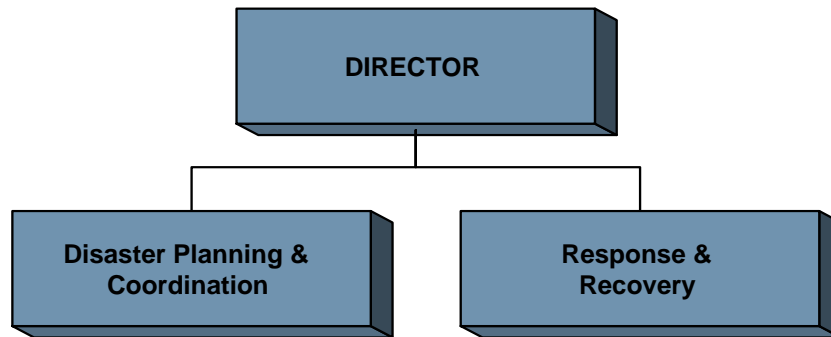 DIRECTOR
Disaster Planning &
Coordination
Response &
Recovery